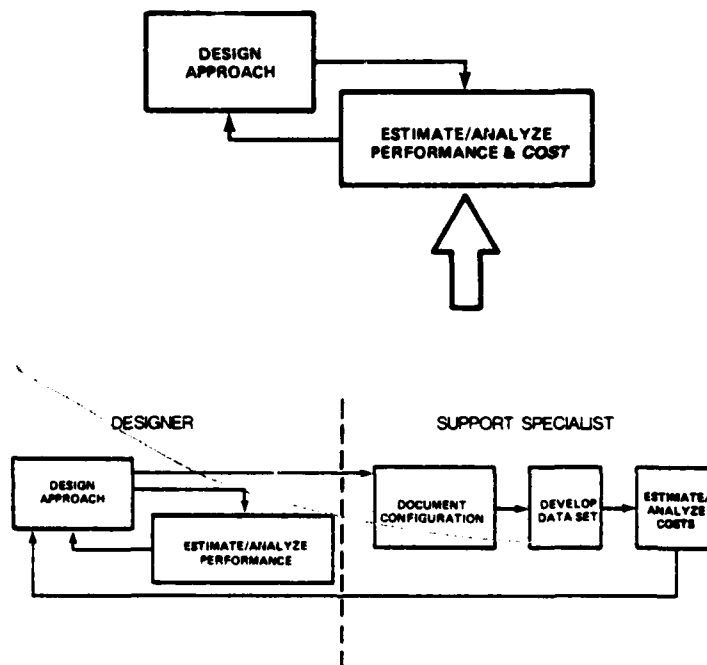 DESIGN
APPROACH
ESTIMATE/ANALYZE
PERFORMANCE & COST
DESIGNER
SUPPORT SPECIALIST
DESIGN
APPROACH
ESTIMATE/ANALYZE
PERFORMANCE
DOCUMENT
CONFIGURATION
DEVELOP
DATA SET
ESTIMATE/
ANALYZE
COSTS